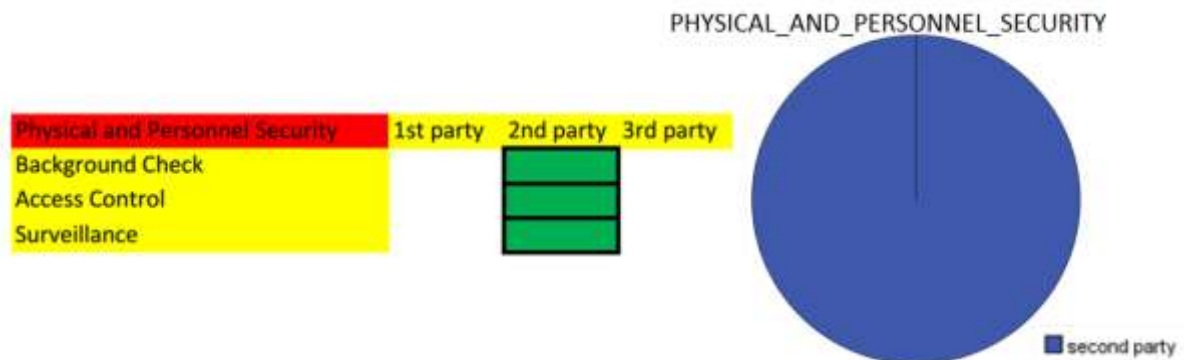 PHYSICAL_AND_PERSONNEL_SECURITY
Physical and Personnel Security 1st party 2nd party 3rd party
Background Check
Access Control
Surveillance
second party